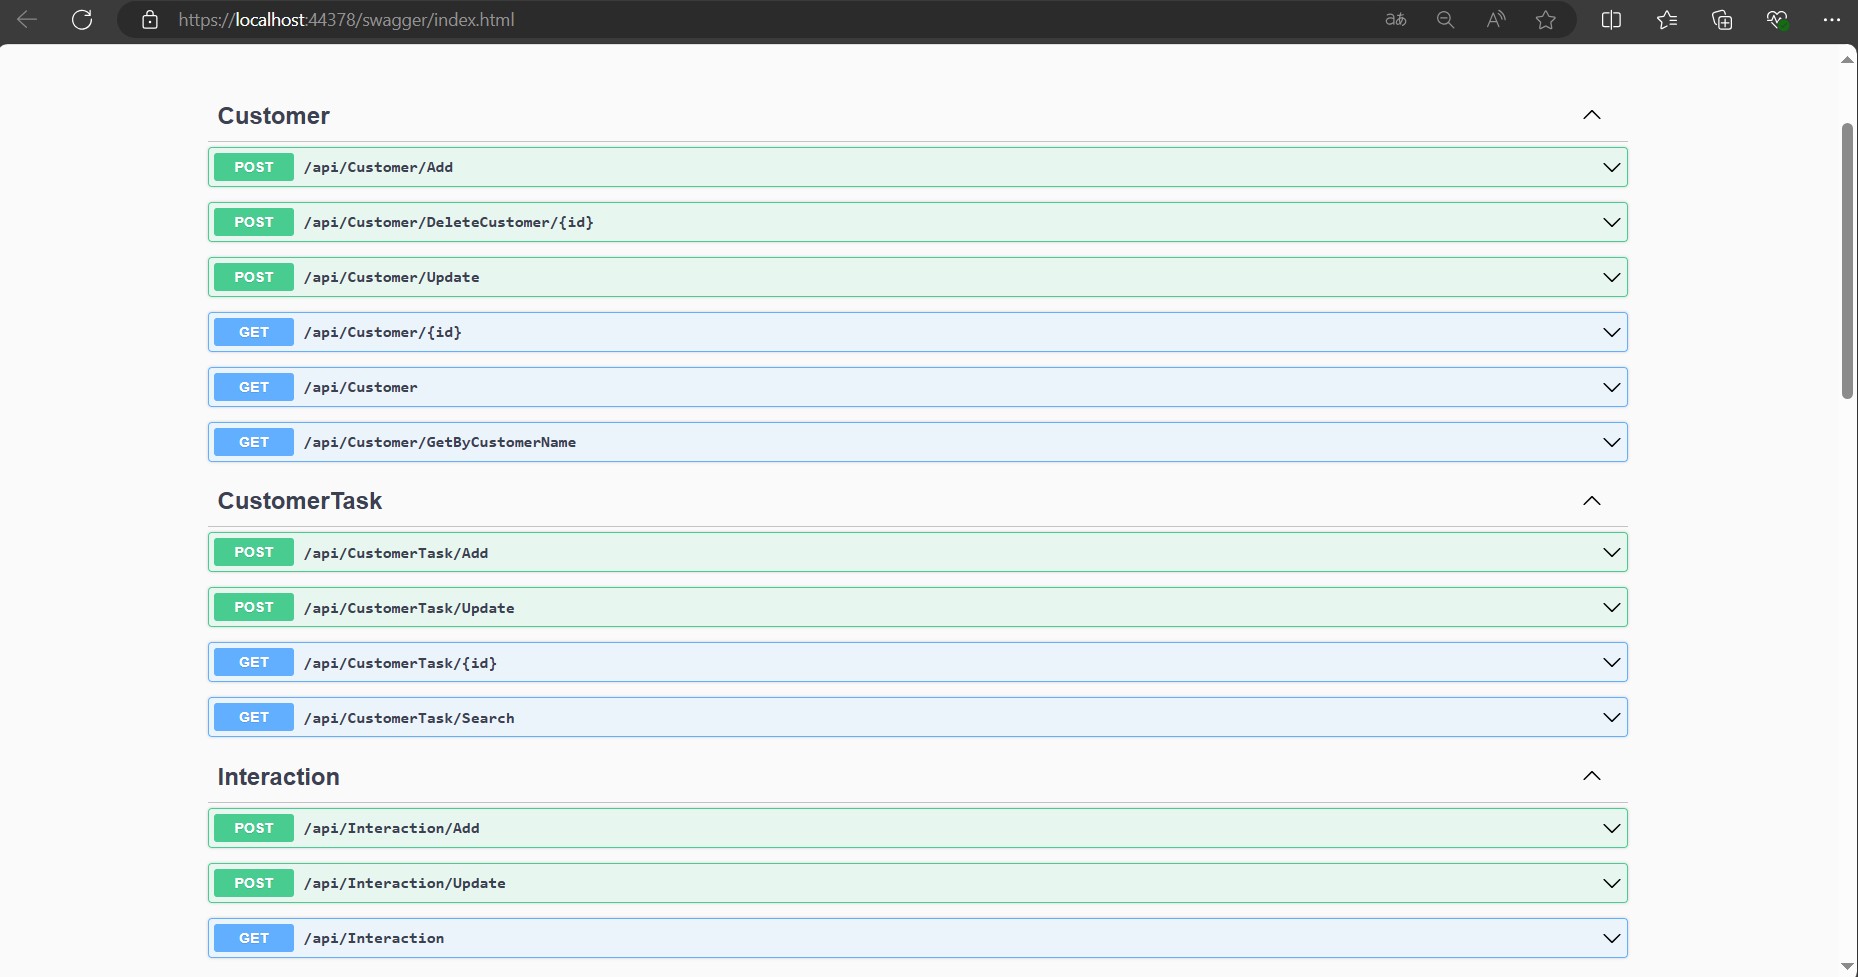 https://localhost:44378/swagger/index.html
Customer
POST /api/Customer/Add
POST /api/Customer/DeleteCustomer/{id}
POST /api/Customer/Update
GET /api/Customer/{id}
GET /api/Customer
GET /api/Customer/GetByCustomerName
CustomerTask
POST /api/CustomerTask/Add
POST /api/CustomerTask/Update
GET /api/CustomerTask/{id}
GET /api/CustomerTask/Search
Interaction
POST /api/Interaction/Add
POST /api/Interaction/Update
GET /api/Interaction